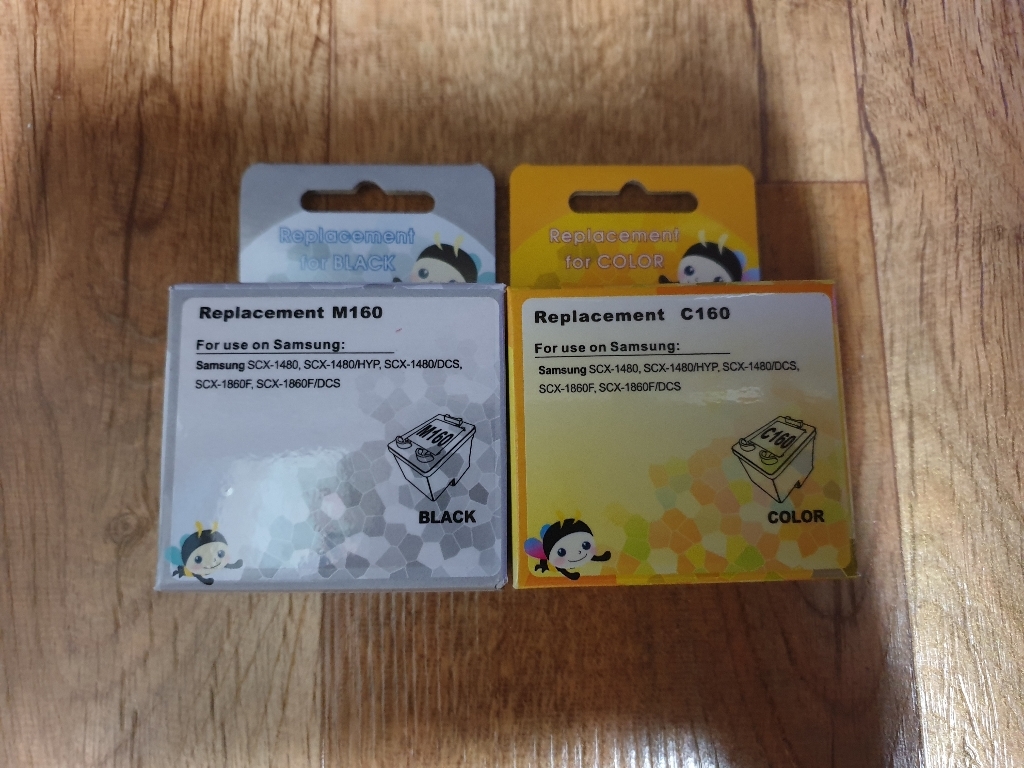 Replacement
for BLACK
Replacement M160
For use on Samsung:
Samsung SCX-1480, SCX-1480/HYP, SCX-1480/DCS,
SCX-1860F, SCX-1860F/DCS
M160
BLACK
Replacement
for COLOR
Replacement C160
For use on Samsung:
Samsung SCX-1480, SCX-1480/HYP, SCX-1480/DCS,
SCX-1860F, SCX-1860F/DCS
C160
COLOR